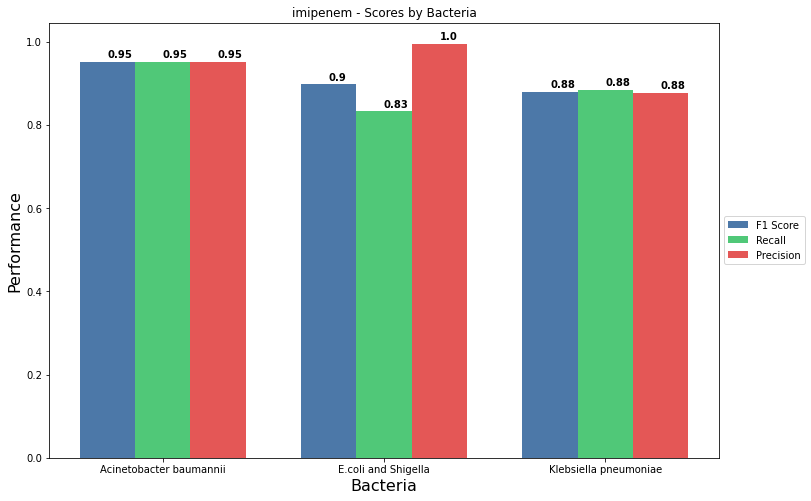 imipenem - Scores by Bacteria
1.0
0.8
0.6
0.4
0.2
0.0
Performance
0.95 0.95 0.95
0.9 0.83 1.0
0.88 0.88 0.88
Acinetobacter baumannii
E.coli and Shigella
Klebsiella pneumoniae
Bacteria
F1 Score
Recall
Precision